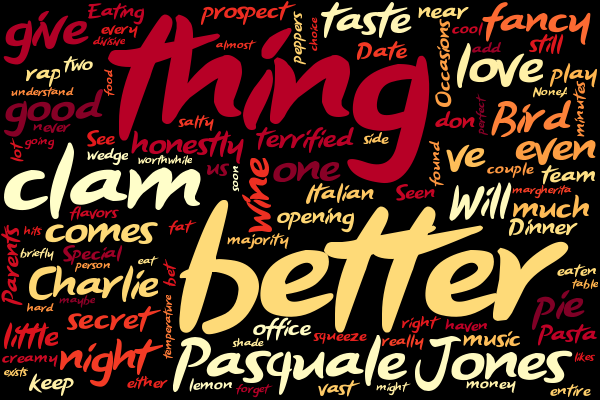 give
Eating
every
divisive
prospect
almost
thing
peppers
choice
taste
near
Date
Occasions
cool
fancy
still
add
love
play
None!
minutes
rap
two
understand
food
good
never
going
lot
salty
See
honestly
terrified
side
don
perfect
Bird
even
wedge
worthwhile
us
soon
wine
one
found
ve
couple
team
clam
flavors
Italian
Seen
margherita
Will
much
Dinner
opening
majority
hits
comes
fat
better
Parents
briefly
Special
person
eat
bet
Charlie
hard
maybe
temperature
secret
eaten
table
pie
Pasta
little
creamy
exists
night
office
shade
squeeze
really
right
haven
music
likes
Pasquale Jones
keep
either
lemon
forget
vast
might
money
entire